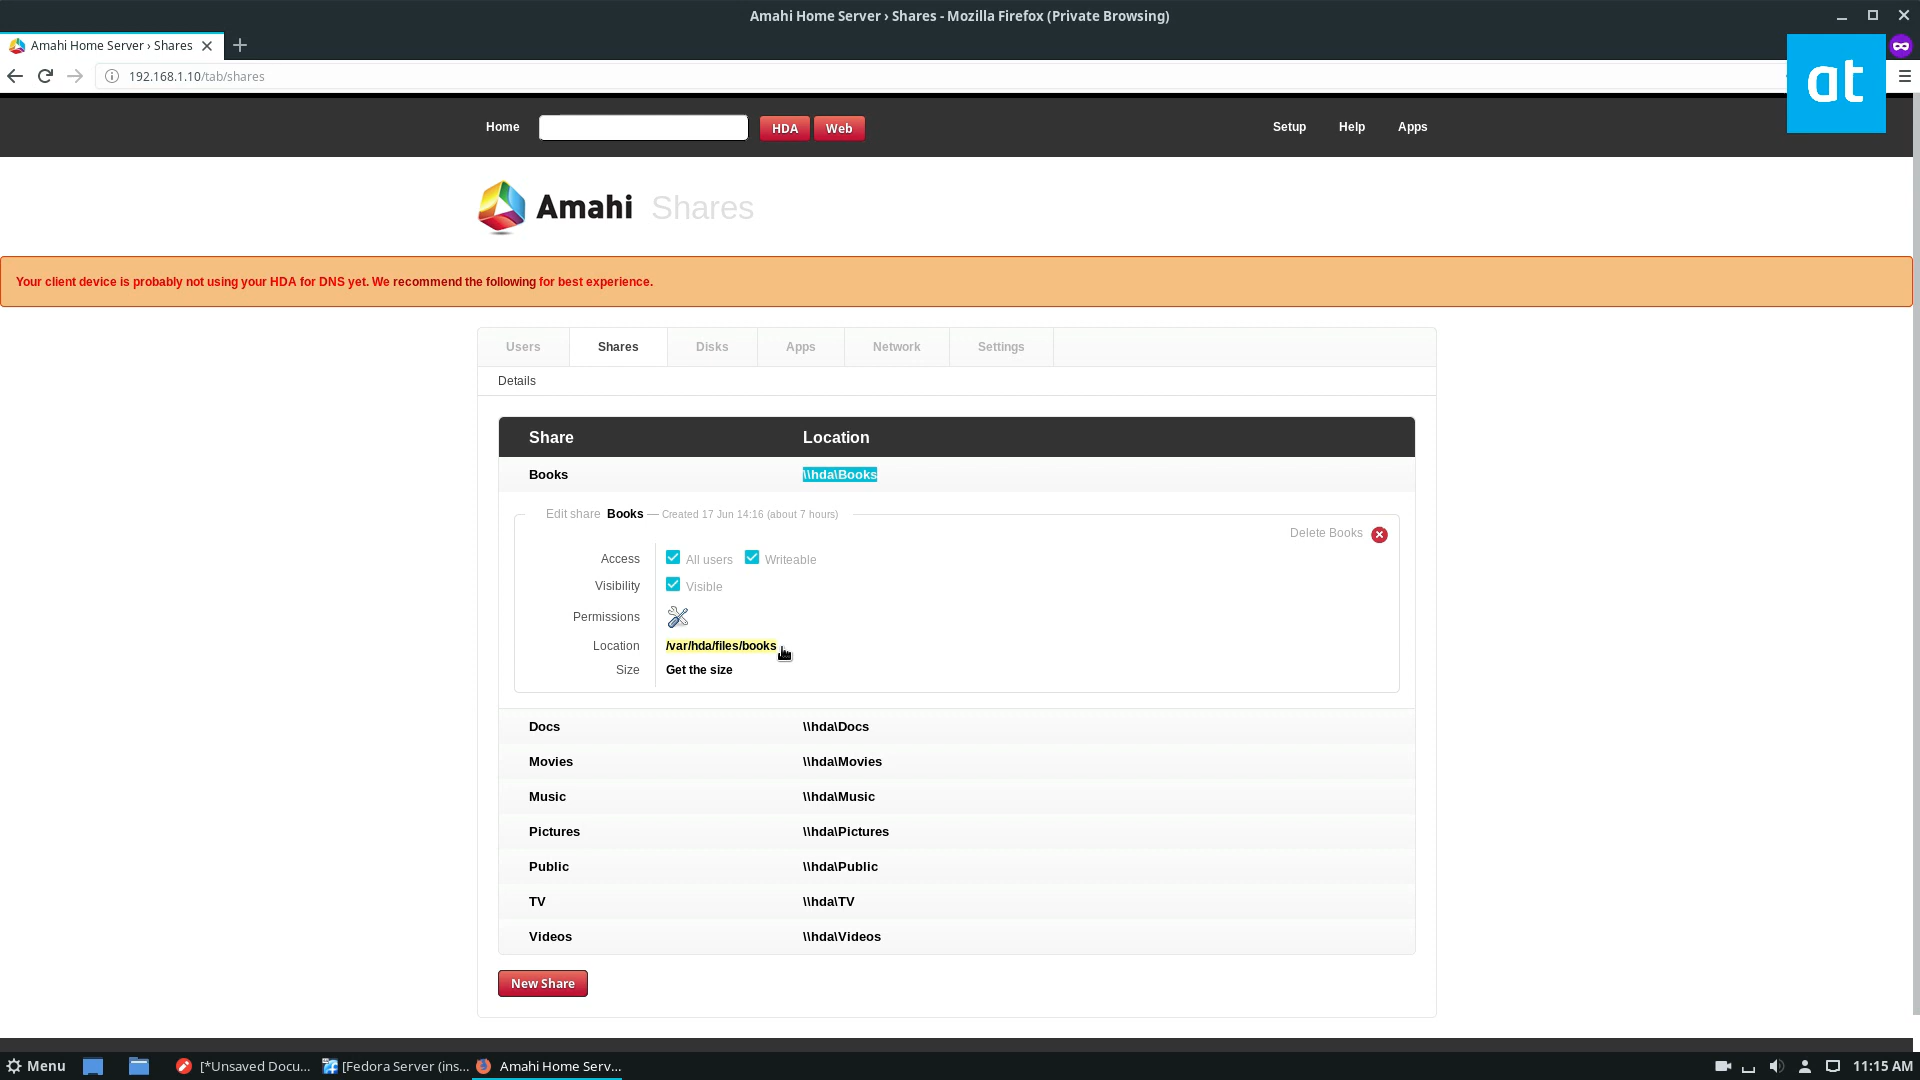 Amahi Home Server › Shares - Mozilla Firefox (Private Browsing)
Amahi Home Server › Shares
192.168.1.10/tab/shares
at
Home HDA Web Setup Help Apps
Amahi Shares
Your client device is probably not using your HDA for DNS yet. We recommend the following for best experience.
Users Shares Disks Apps Network Settings
Details
Share Location
Books \\hda\Books
Edit share Books — Created 17 Jun 14:16 (about 7 hours)
Delete Books
Access All users Writeable
Visibility Visible
Permissions
Location /var/hda/files/books
Size Get the size
Docs \\hda\Docs
Movies \\hda\Movies
Music \\hda\Music
Pictures \\hda\Pictures
Public \\hda\Public
TV \\hda\TV
Videos \\hda\Videos
New Share
Menu [*Unsaved Docu... [Fedora Server (ins... Amahi Home Serv... 11:15 AM